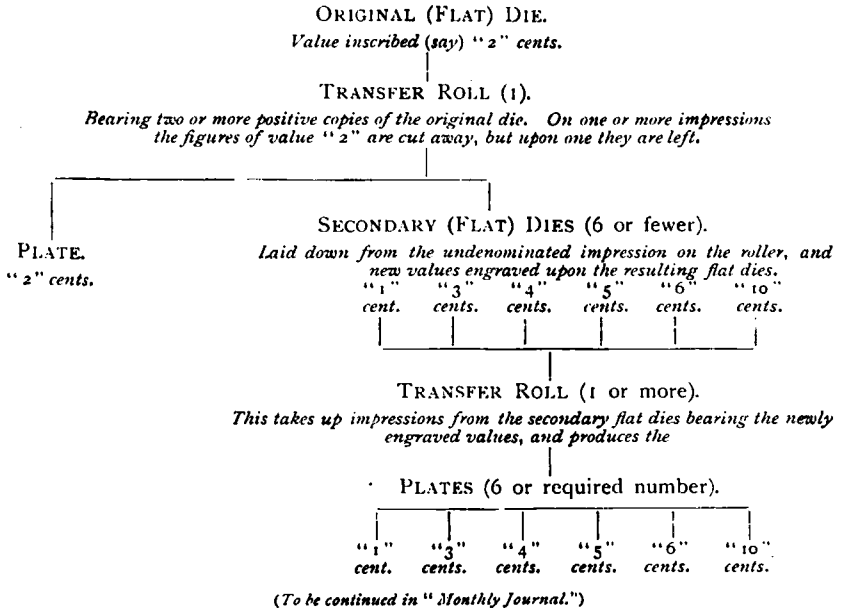 ORIGINAL (FLAT) DIE.
Value inscribed (say) "2" cents.
TRANSFER ROLL (1).
Bearing two or more positive copies of the original die. On one or more impressions
the figures of value "2" are cut away, but upon one they are left.
PLATE.
"2" cents.
SECONDARY (FLAT) DIES (6 or fewer).
Laid down from the undenominated impression on the roller, and
new values engraved upon the resulting flat dies.
"1" "3" "4" "5" "6" "10"
cent. cents. cents. cents. cents. cents.
TRANSFER ROLL (1 or more).
This takes up impressions from the secondary flat dies bearing the newly
engraved values, and produces the
PLATES (6 or required number).
"1" "3" "4" "5" "6" "10"
cent. cents. cents. cents. cents. cents.
(To be continued in "Monthly Journal.")